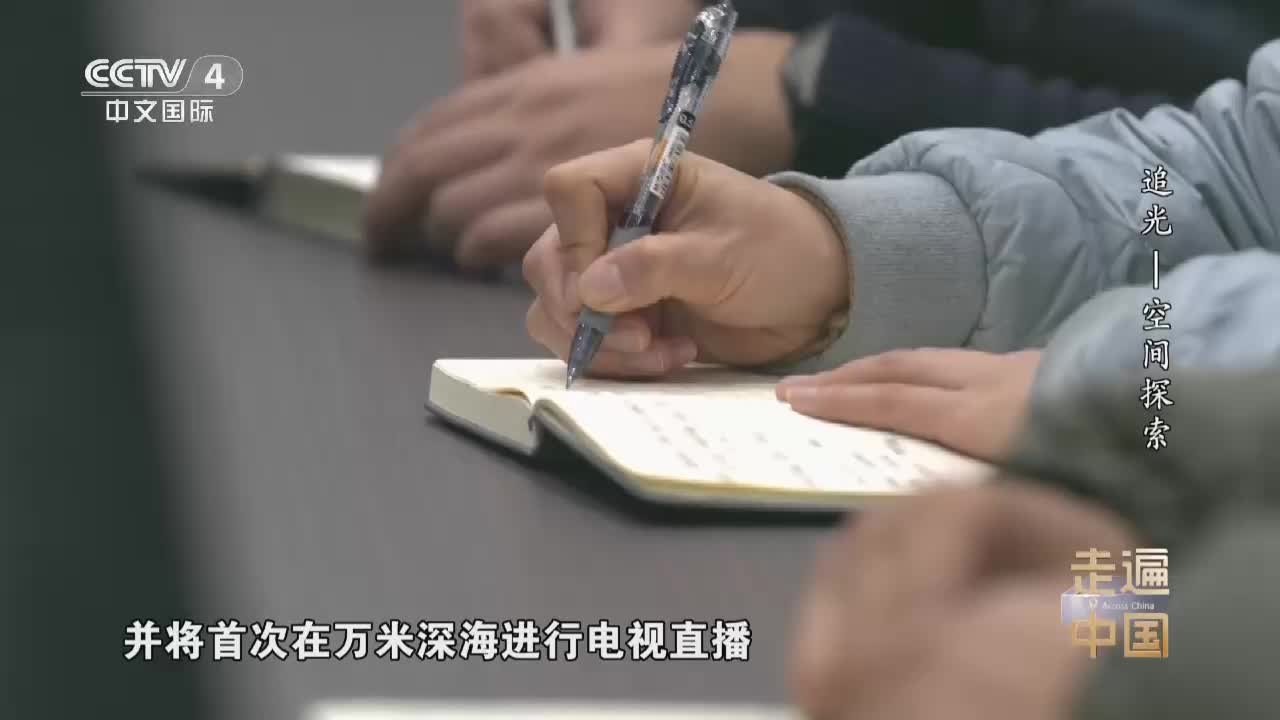 CCTV 4
中文国际
追光—空间探索
走遍
Across China
中国
并将首次在万米深海进行电视直播